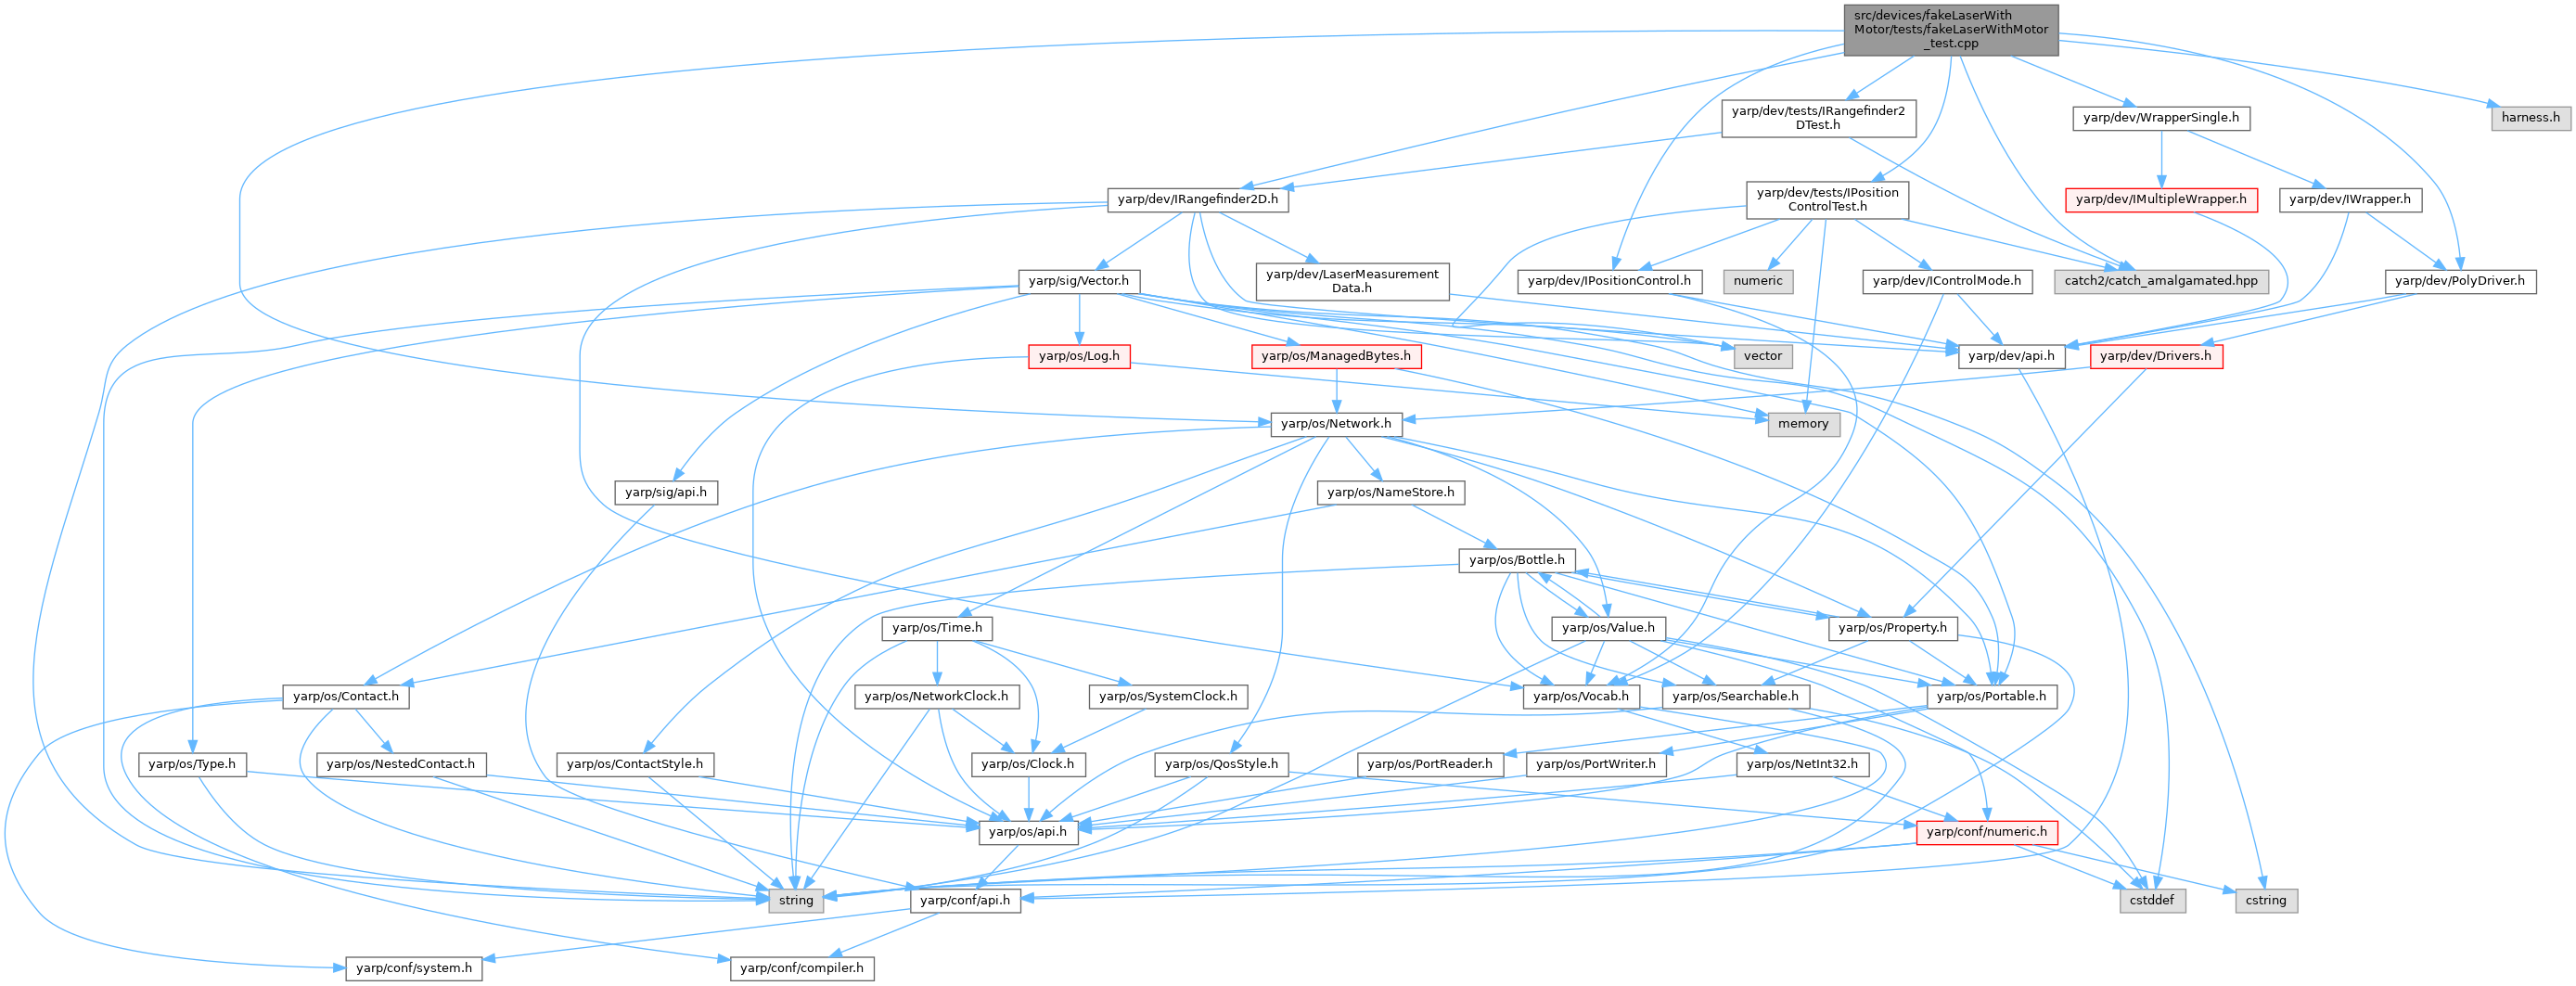 src/devices/fakeLaserWith
Motor/tests/fakeLaserWithMotor
_test.cpp
yarp/dev/tests/IRangefinder2
DTest.h
yarp/dev/WrapperSingle.h
harness.h
yarp/dev/IRangefinder2D.h
yarp/dev/tests/IPosition
ControlTest.h
yarp/dev/IMultipleWrapper.h
yarp/dev/IWrapper.h
yarp/sig/Vector.h
yarp/dev/LaserMeasurement
Data.h
yarp/dev/IPositionControl.h
numeric
yarp/dev/IControlMode.h
catch2/catch_amalgamated.hpp
yarp/dev/PolyDriver.h
yarp/os/Log.h
yarp/os/ManagedBytes.h
vector
yarp/dev/api.h
yarp/dev/Drivers.h
yarp/os/Network.h
memory
yarp/sig/api.h
yarp/os/NameStore.h
yarp/os/Bottle.h
yarp/os/Time.h
yarp/os/Value.h
yarp/os/Property.h
yarp/os/Contact.h
yarp/os/NetworkClock.h
yarp/os/SystemClock.h
yarp/os/Vocab.h
yarp/os/Searchable.h
yarp/os/Portable.h
yarp/os/Type.h
yarp/os/NestedContact.h
yarp/os/ContactStyle.h
yarp/os/Clock.h
yarp/os/QosStyle.h
yarp/os/PortReader.h
yarp/os/PortWriter.h
yarp/os/NetInt32.h
yarp/os/api.h
yarp/conf/numeric.h
string
yarp/conf/api.h
cstddef
cstring
yarp/conf/system.h
yarp/conf/compiler.h